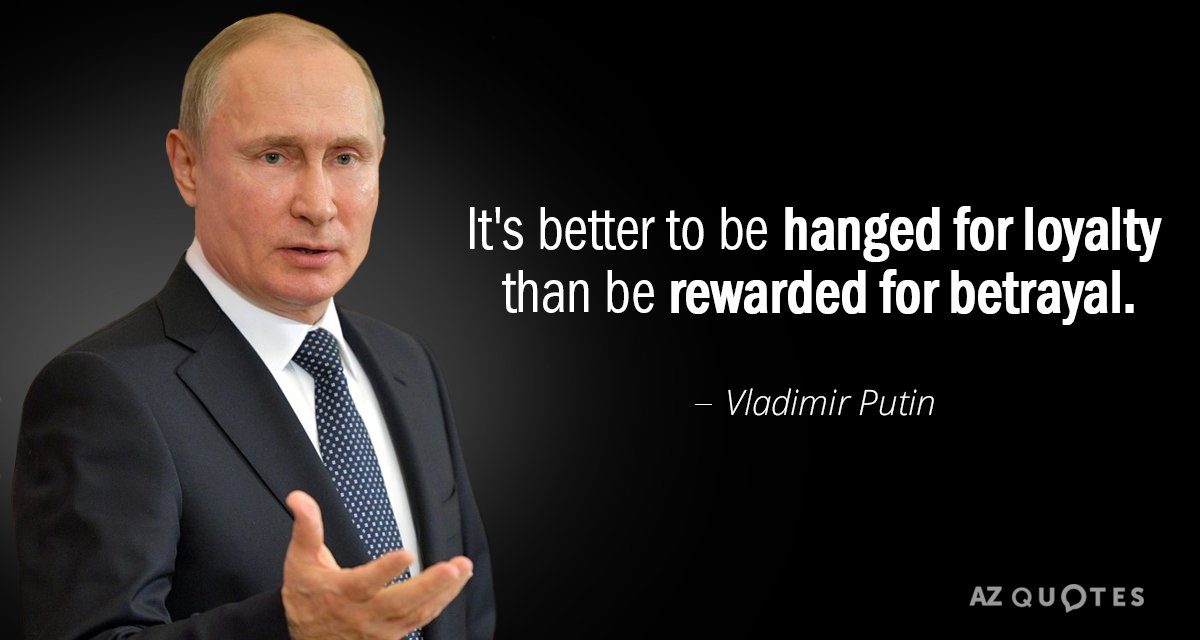 It's better to be hanged for loyalty
than be rewarded for betrayal.
– Vladimir Putin
AZ QUOTES